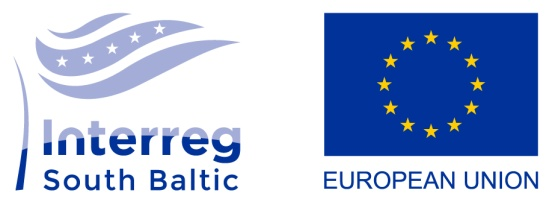 Interreg
South Baltic
EUROPEAN UNION